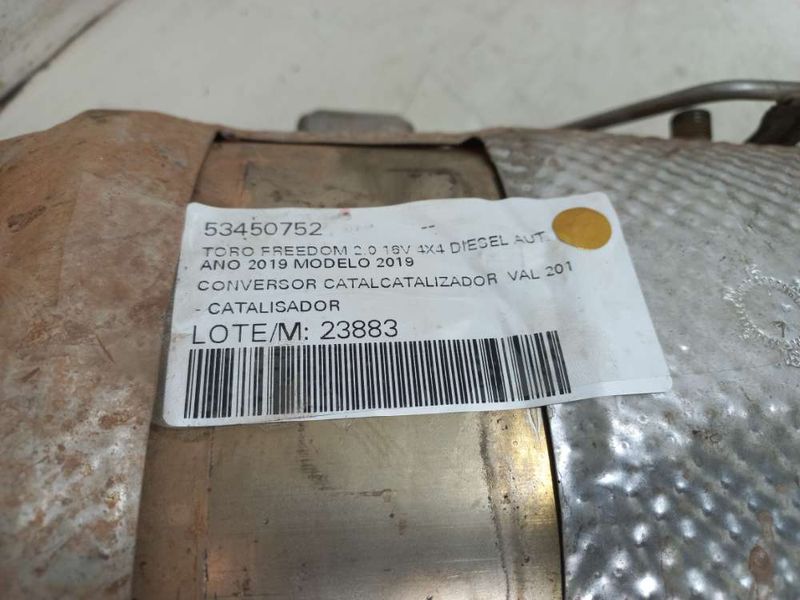 53450752 --
TORO FREEDOM 2.0 16V 4X4 DIESEL AUT.
ANO 2019 MODELO 2019
CONVERSOR CATALCATALIZADOR VAL 201
- CATALISADOR
LOTE/M: 23883